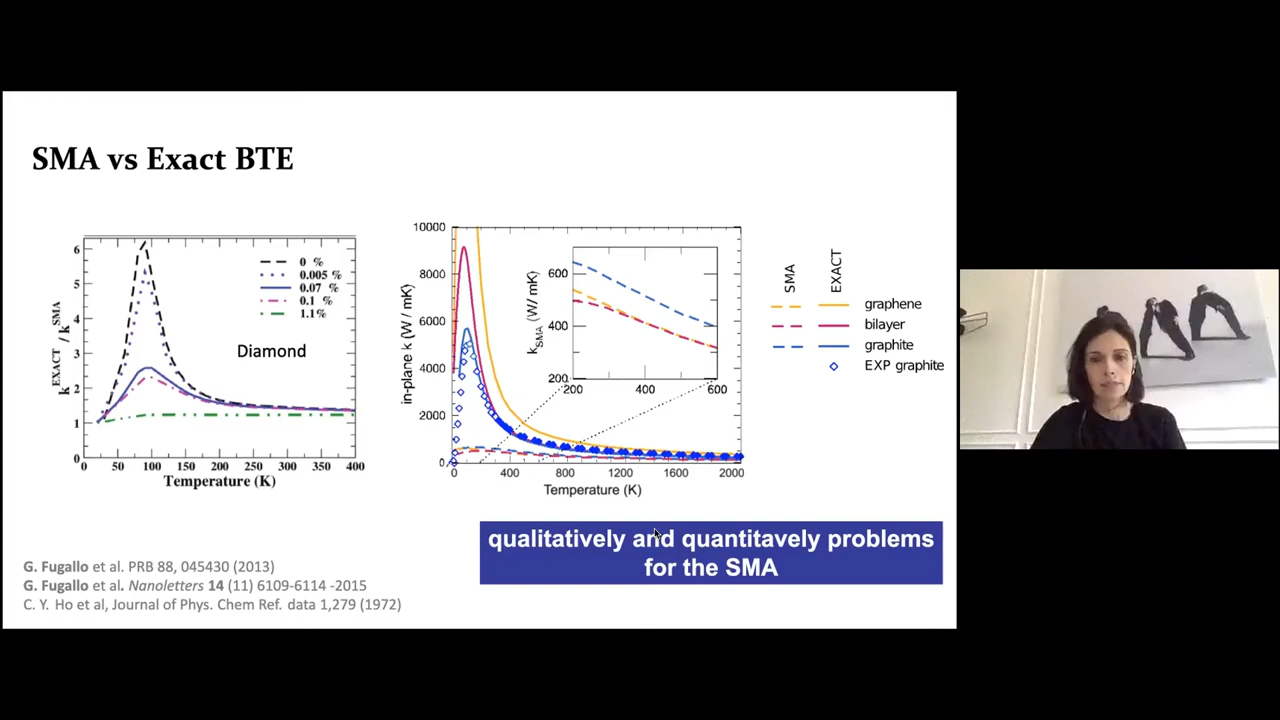 SMA vs Exact BTE
k EXACT / k SMA
6
5
4
3
2
1
0
0 %
0.005 %
0.07 %
0.1 %
1.1%
Diamond
0 50 100 150 200 250 300 350 400
Temperature (K)
in-plane k (W / mK)
10000
8000
6000
4000
2000
0
kSMA (W/ mK)
600
400
200
200 400 600
0 400 800 1200 1600 2000
Temperature (K)
SMA EXACT
graphene
bilayer
graphite
EXP graphite
qualitatively and quantitavely problems
for the SMA
G. Fugallo et al. PRB 88, 045430 (2013)
G. Fugallo et al. Nanoletters 14 (11) 6109-6114 -2015
C. Y. Ho et al, Journal of Phys. Chem Ref. data 1,279 (1972)